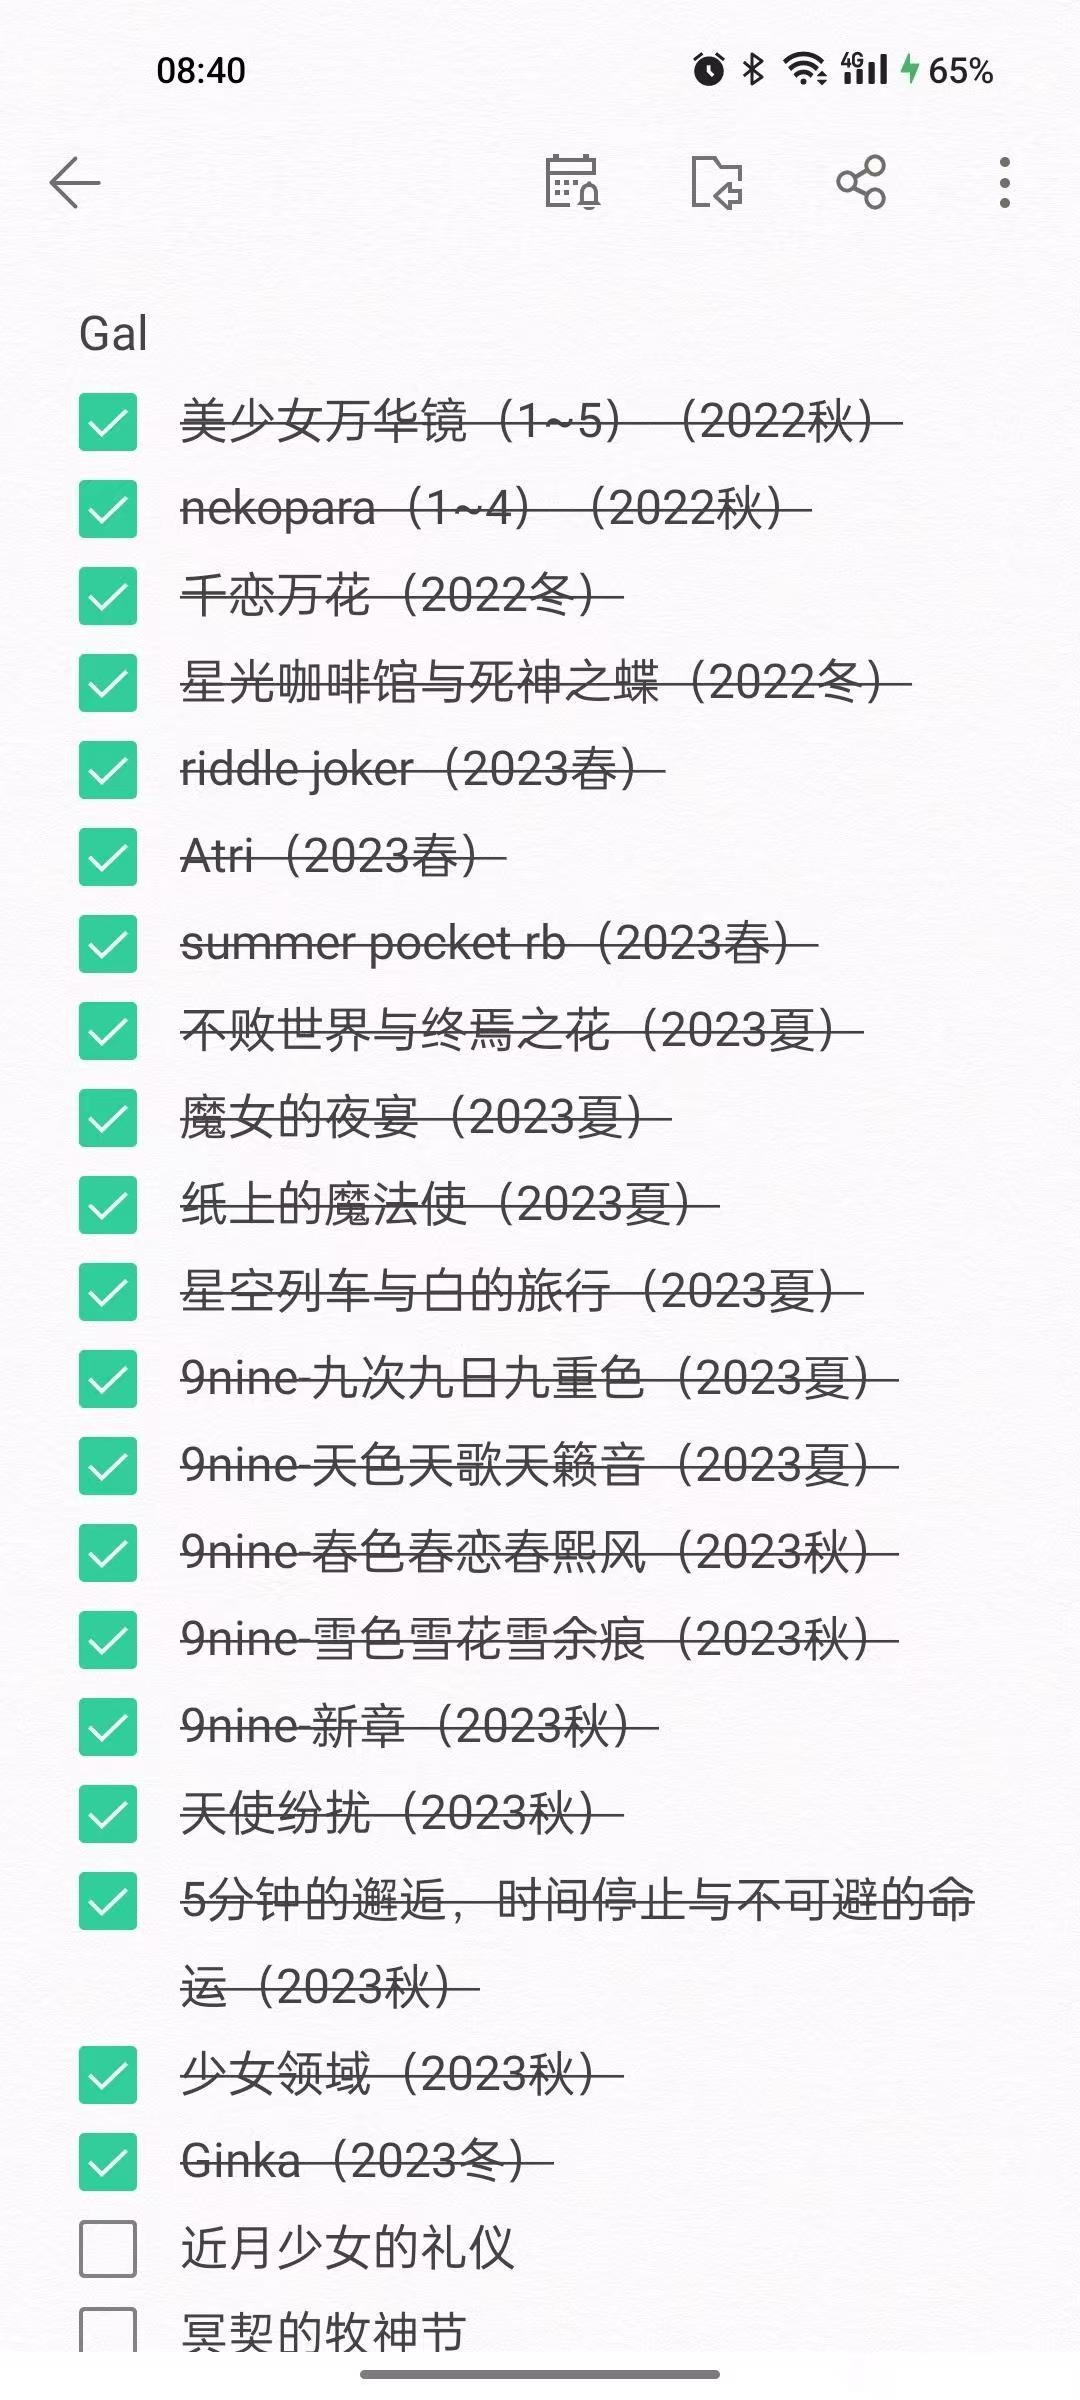 08:40
4G 65%
Gal
美少女万华镜（1~5）（2022秋）
nekopara（1~4）（2022秋）
千恋万花（2022冬）
星光咖啡馆与死神之蝶（2022冬）
riddle joker（2023春）
Atri（2023春）
summer pocket rb（2023春）
不败世界与终焉之花（2023夏）
魔女的夜宴（2023夏）
纸上的魔法使（2023夏）
星空列车与白的旅行（2023夏）
9nine-九次九日九重色（2023夏）
9nine-天色天歌天籁音（2023夏）
9nine-春色春恋春熙风（2023秋）
9nine-雪色雪花雪余痕（2023秋）
9nine-新章（2023秋）
天使纷扰（2023秋）
5分钟的邂逅，时间停止与不可避的命
运（2023秋）
少女领域（2023秋）
Ginka（2023冬）
近月少女的礼仪
冥契的牧神节